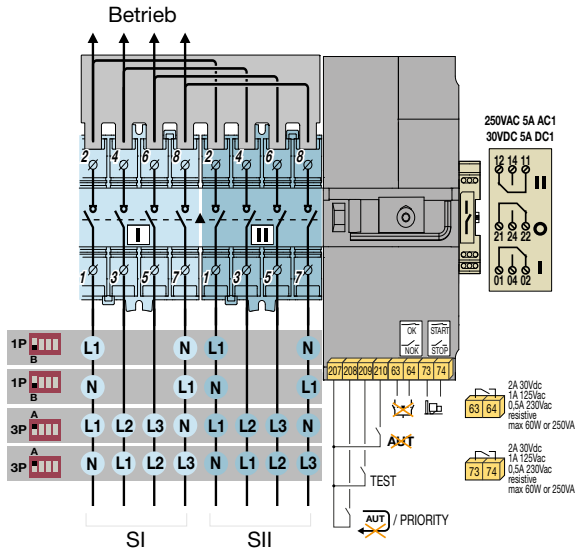 Betrieb
2 4 6 8 2 4 6 8
I II
1 3 5 7 1 3 5 7
250VAC 5A AC1
30VDC 5A DC1
12 14 11
II
21 24 22
O
I
01 04 02
OK
NOK
START
STOP
207 208 209 210 63 64 73 74
1P B L1 N L1 N
1P B N L1 N L1
3P A L1 L2 L3 N L1 L2 L3 N
3P A N L1 L2 L3 N L1 L2 L3
AUT
TEST
AUT / PRIORITY
63 64
2A 30Vdc
1A 125Vac
0,5A 230Vac
resistive
max 60W or 250VA
73 74
2A 30Vdc
1A 125Vac
0,5A 230Vac
resistive
max 60W or 250VA
SI SII